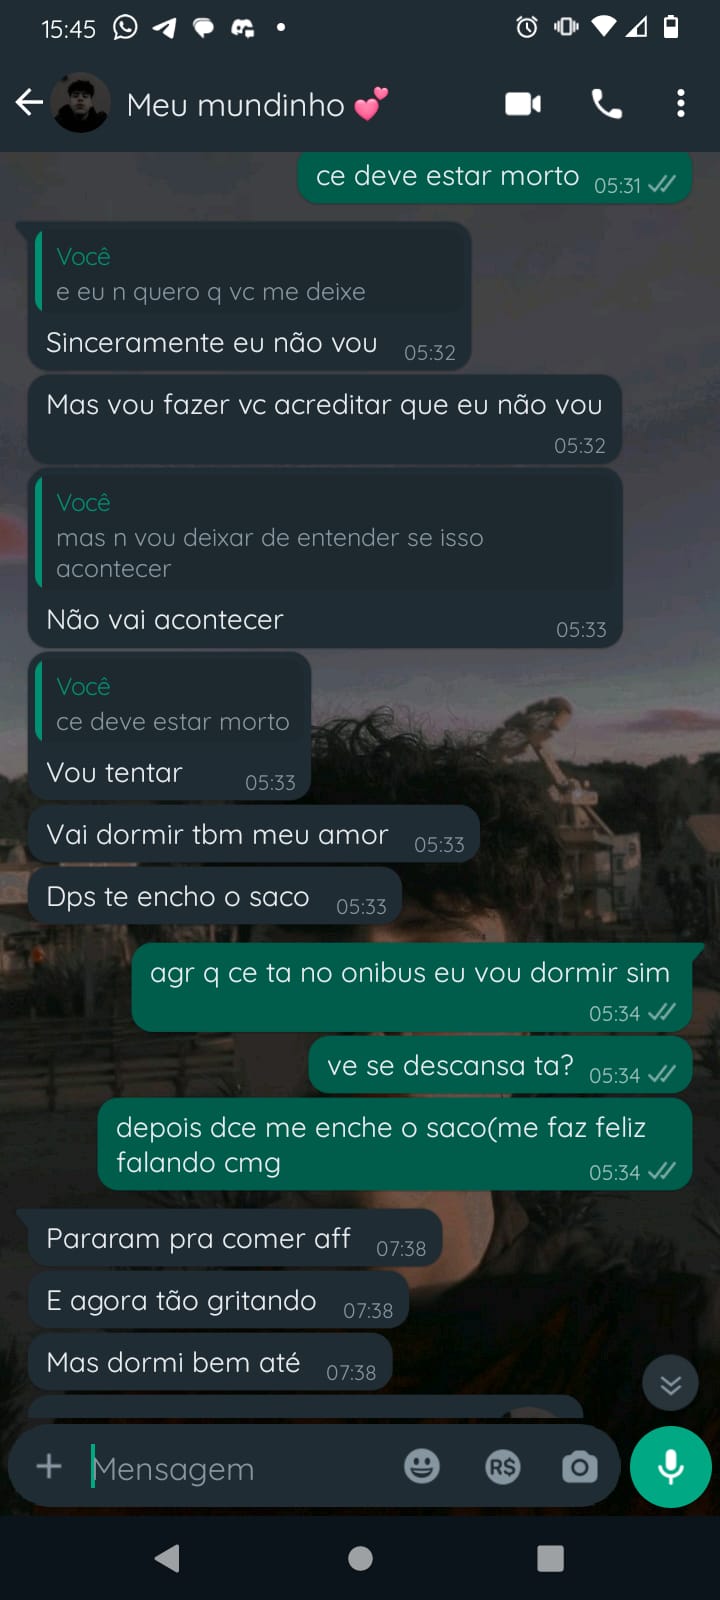 15:45
Meu mundinho 💕
ce deve estar morto 05:31
Você
e eu n quero q vc me deixe
Sinceramente eu não vou 05:32
Mas vou fazer vc acreditar que eu não vou
05:32
Você
mas n vou deixar de entender se isso
acontecer
Não vai acontecer 05:33
Você
ce deve estar morto
Vou tentar 05:33
Vai dormir tbm meu amor 05:33
Dps te encho o saco 05:33
agr q ce ta no onibus eu vou dormir sim
05:34
ve se descansa ta? 05:34
depois dce me enche o saco(me faz feliz
falando cmg 05:34
Pararam pra comer aff 07:38
E agora tão gritando 07:38
Mas dormi bem até 07:38
Mensagem R$